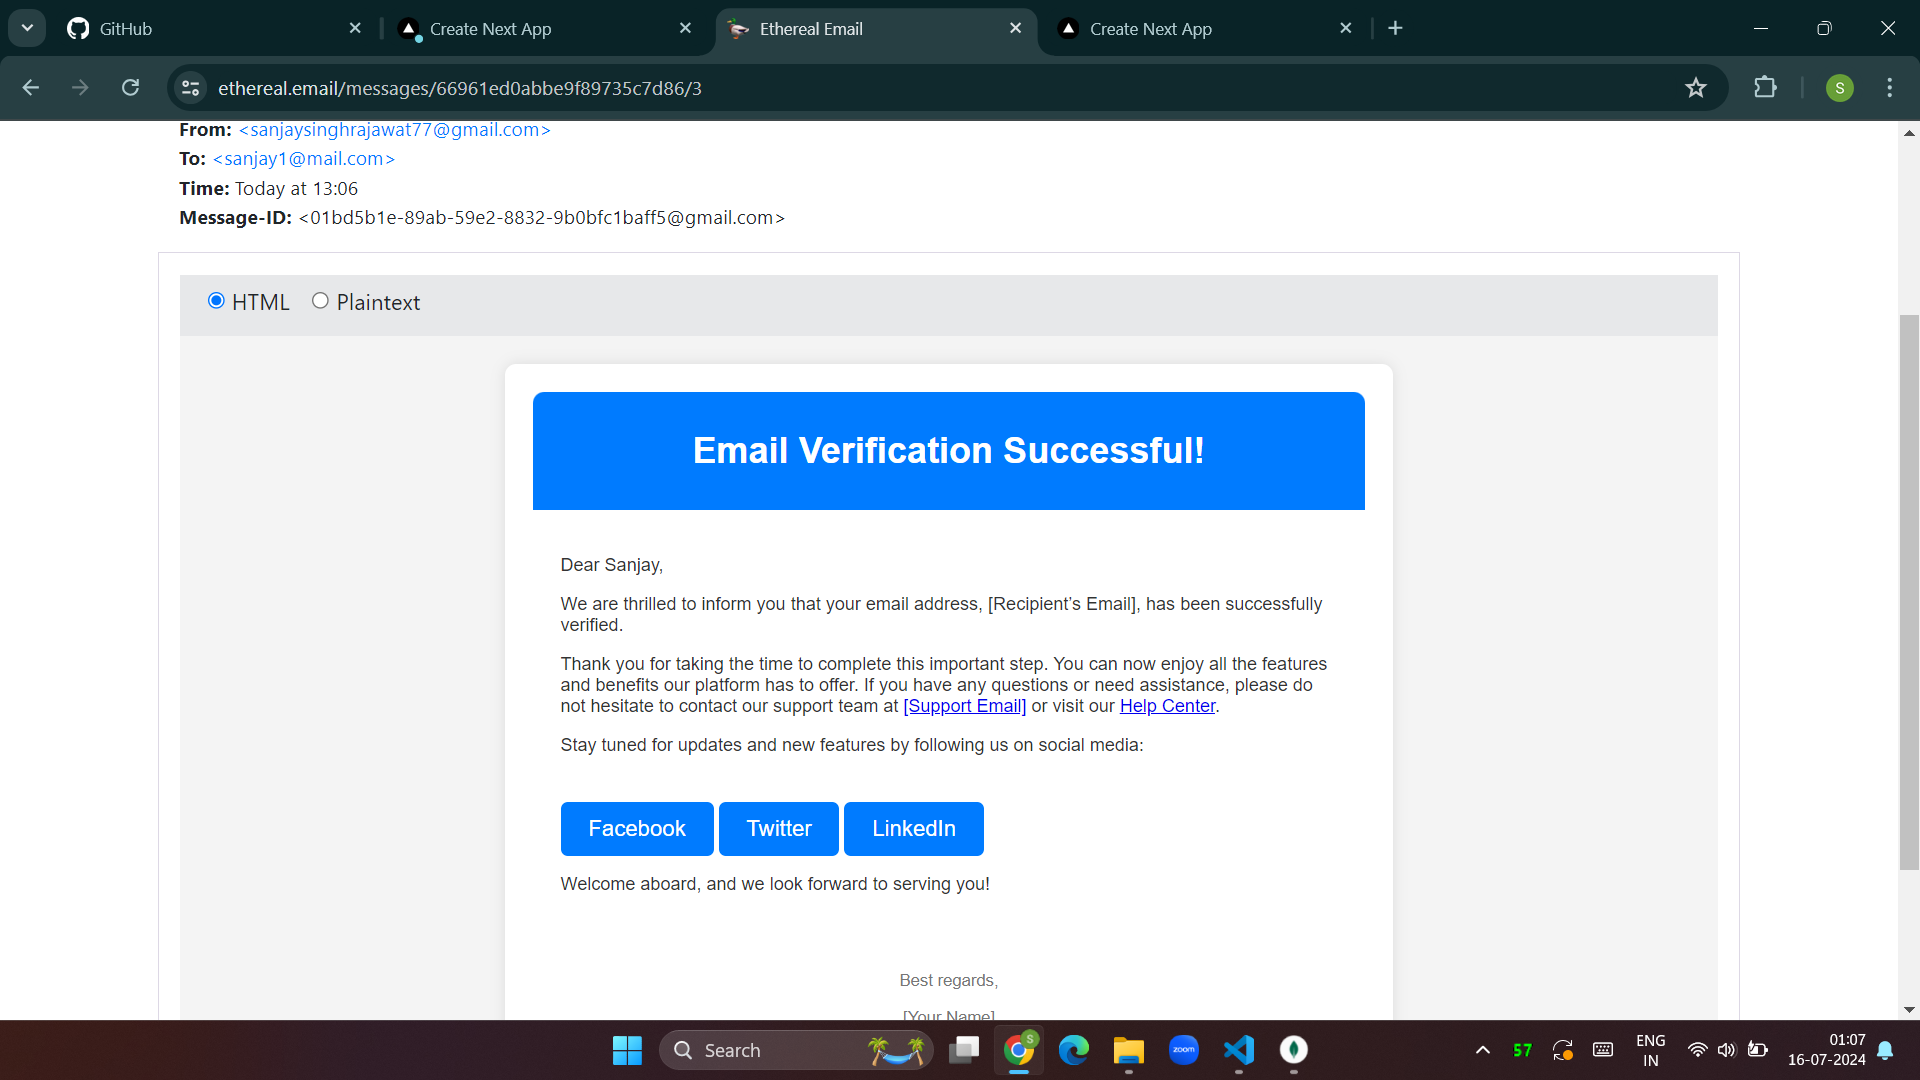 GitHub
Create Next App
Ethereal Email
Create Next App
ethereal.email/messages/66961ed0abbe9f89735c7d86/3
S
From: <sanjaysinghrajawat77@gmail.com>
To: <sanjay1@mail.com>
Time: Today at 13:06
Message-ID: <01bd5b1e-89ab-59e2-8832-9b0bfc1baff5@gmail.com>
HTML Plaintext
Email Verification Successful!
Dear Sanjay,
We are thrilled to inform you that your email address, [Recipient's Email], has been successfully
verified.
Thank you for taking the time to complete this important step. You can now enjoy all the features
and benefits our platform has to offer. If you have any questions or need assistance, please do
not hesitate to contact our support team at [Support Email] or visit our Help Center.
Stay tuned for updates and new features by following us on social media:
Facebook Twitter LinkedIn
Welcome aboard, and we look forward to serving you!
Best regards,
[Your Name]
Search
S
zoom
57
ENG
IN
01:07
16-07-2024